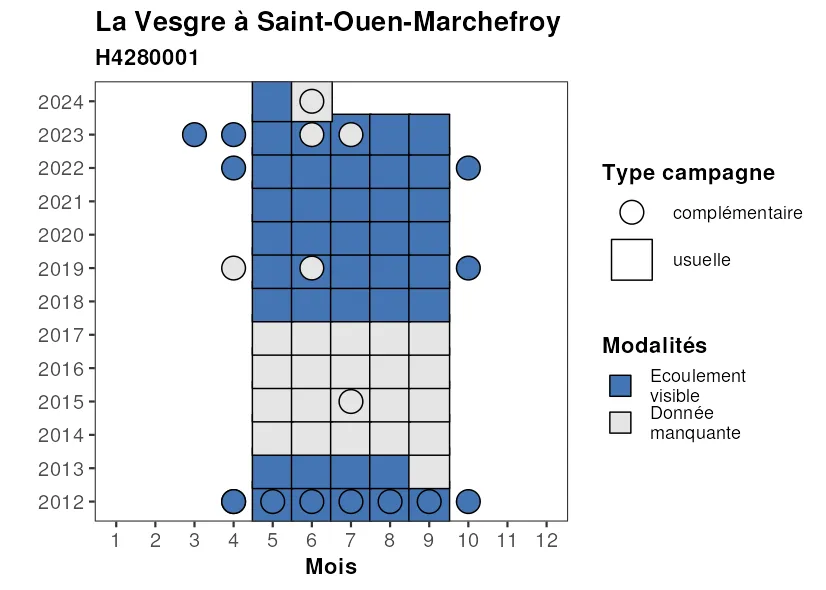 La Vesgre à Saint-Ouen-Marchefroy
H4280001
2024
2023
2022
2021
2020
2019
2018
2017
2016
2015
2014
2013
2012
1 2 3 4 5 6 7 8 9 10 11 12
Mois
Type campagne
complémentaire
usuelle
Modalités
Ecoulement
visible
Donnée
manquante